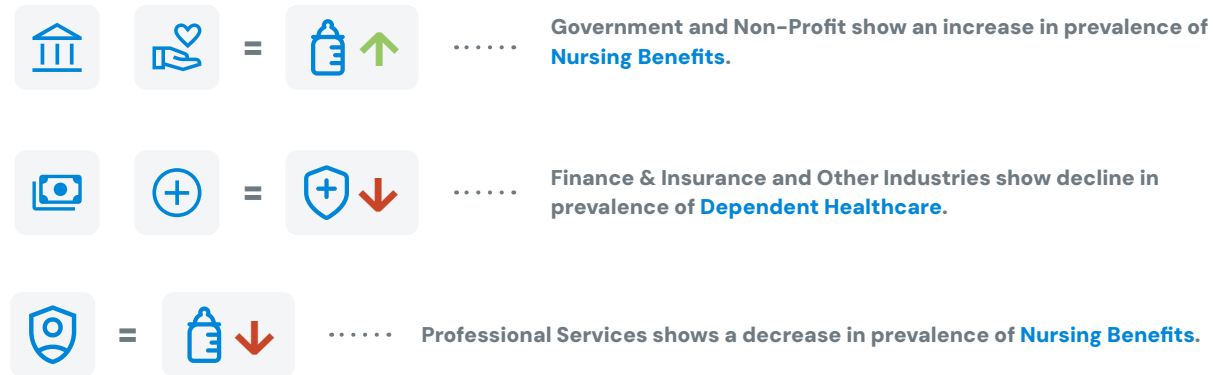 Government and Non-Profit show an increase in prevalence of
Nursing Benefits.
Finance & Insurance and Other Industries show decline in
prevalence of Dependent Healthcare.
Professional Services shows a decrease in prevalence of Nursing Benefits.